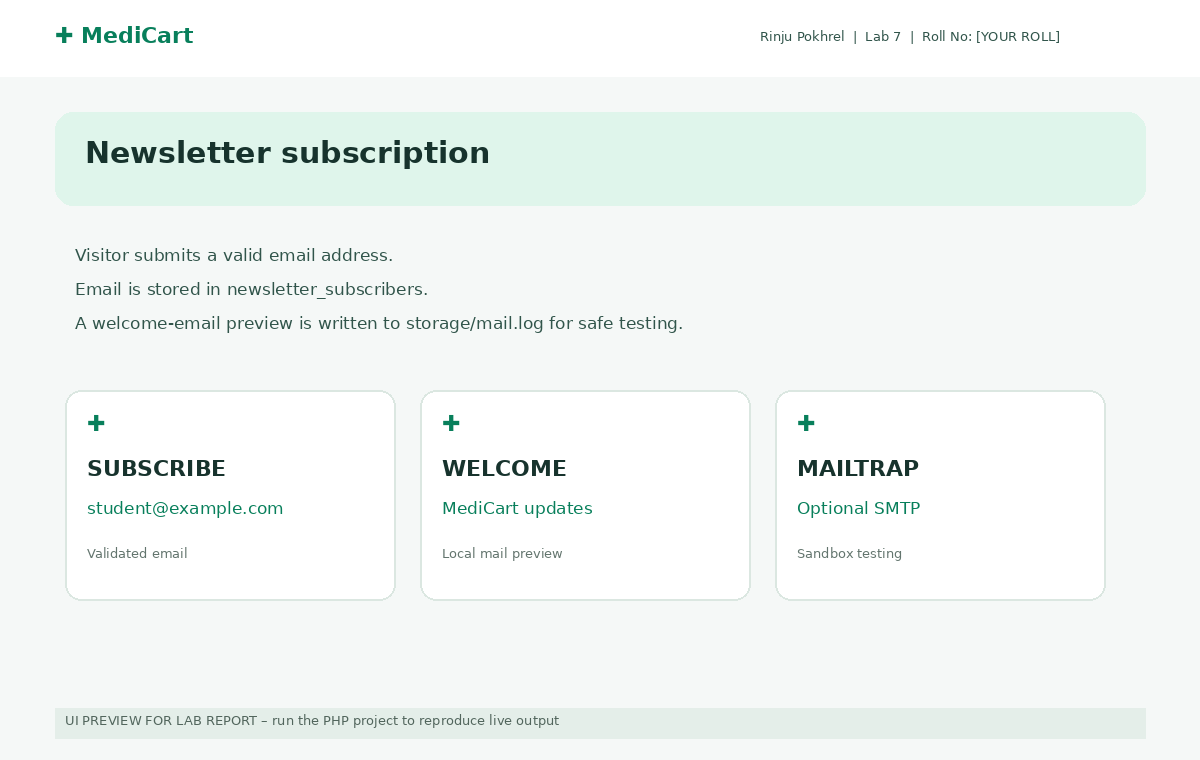 ✚ MediCart
Rinju Pokhrel | Lab 7 | Roll No: [YOUR ROLL]
Newsletter subscription
Visitor submits a valid email address.
Email is stored in newsletter_subscribers.
A welcome-email preview is written to storage/mail.log for safe testing.
✚
SUBSCRIBE
student@example.com
Validated email
✚
WELCOME
MediCart updates
Local mail preview
✚
MAILTRAP
Optional SMTP
Sandbox testing
UI PREVIEW FOR LAB REPORT – run the PHP project to reproduce live output